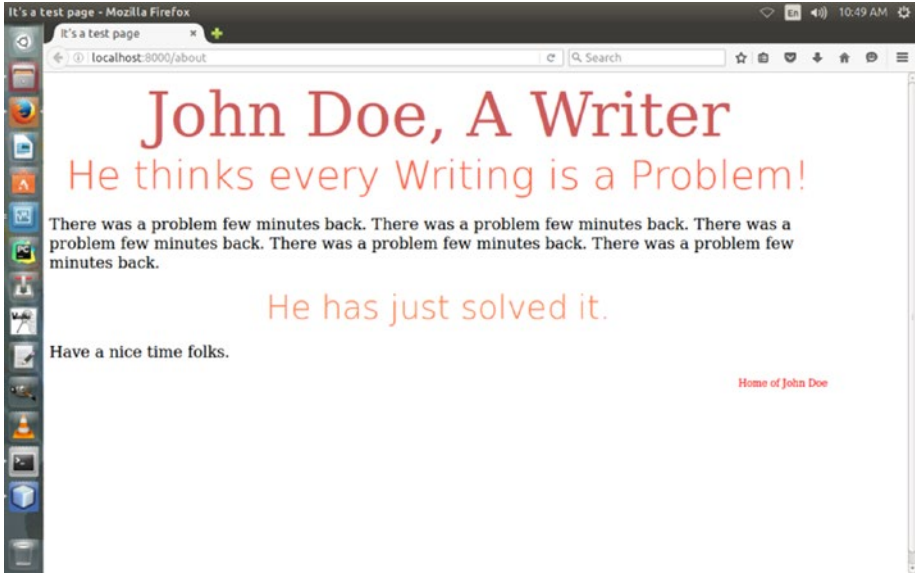 It's a test page - Mozilla Firefox
En
10:49 AM
It's a test page
localhost:8000/about
Search
John Doe, A Writer
He thinks every Writing is a Problem!
There was a problem few minutes back. There was a problem few minutes back. There was a
problem few minutes back. There was a problem few minutes back. There was a problem few
minutes back.
He has just solved it.
Have a nice time folks.
Home of John Doe